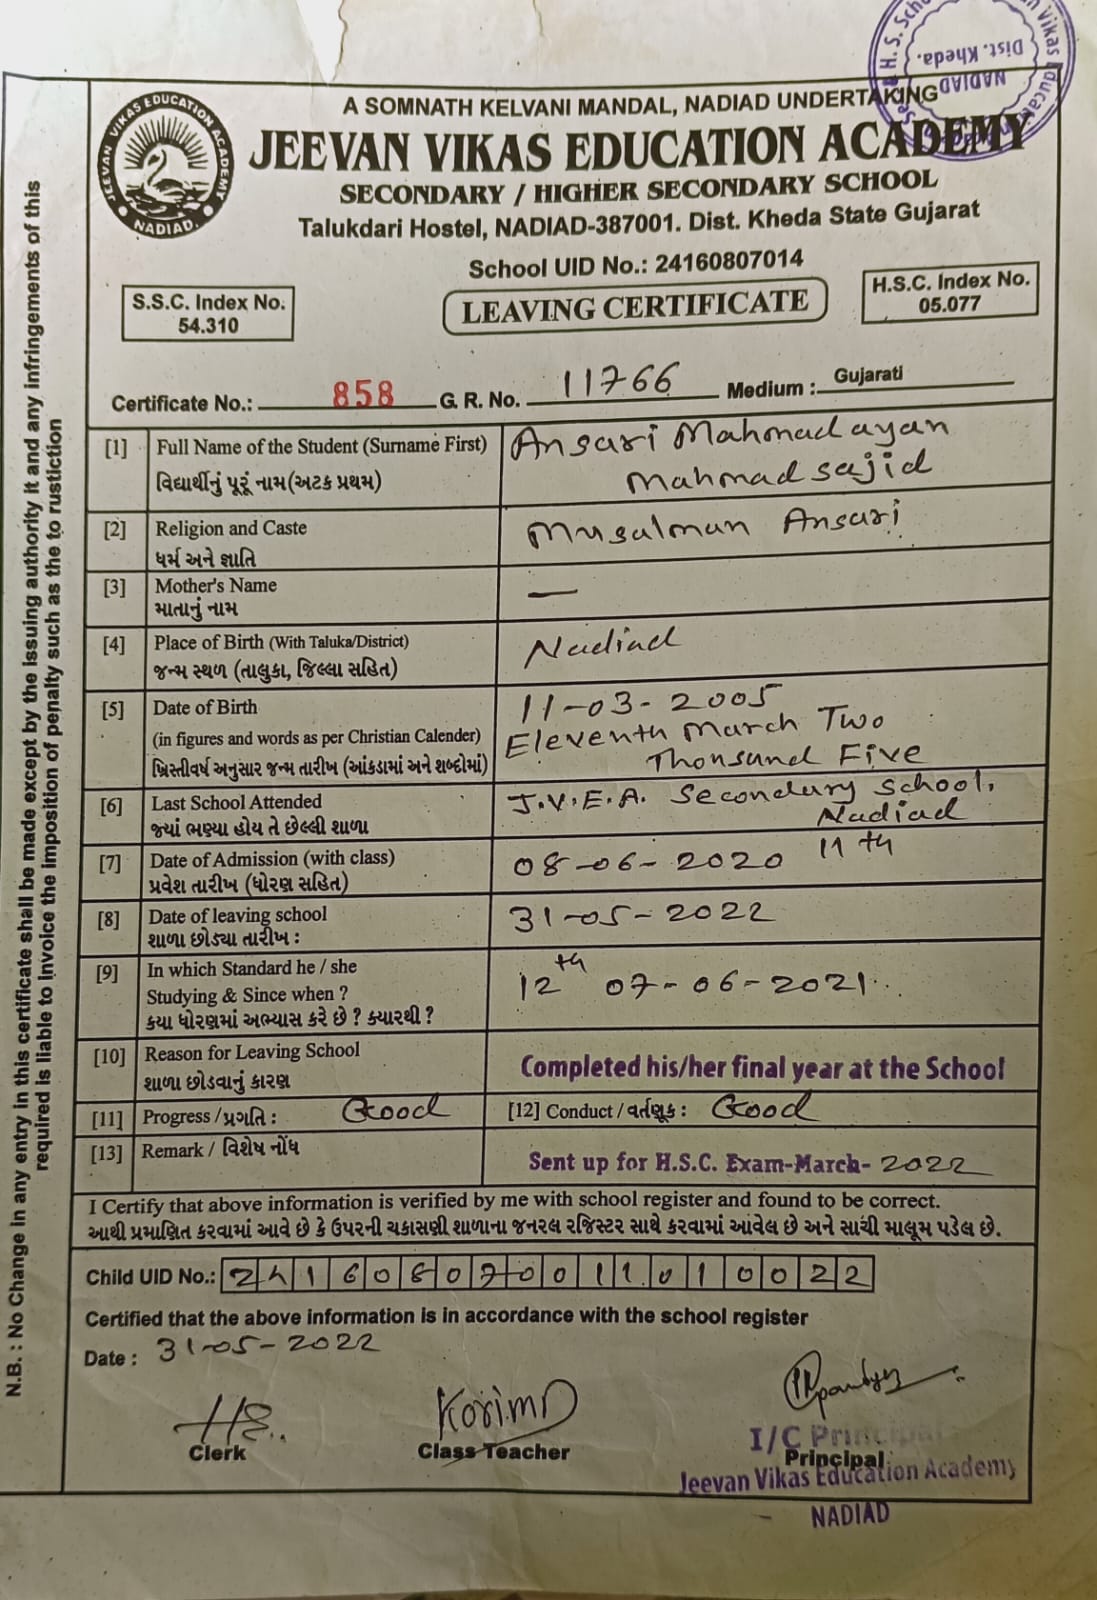 Dist. Kheda.
NADIAD
JEEVAN VIKAS EDUCATION ACADEMY
NADIAD.
A SOMNATH KELVANI MANDAL, NADIAD UNDERTAKING
JEEVAN VIKAS EDUCATION ACADEMY
SECONDARY / HIGHER SECONDARY SCHOOL
Talukdari Hostel, NADIAD-387001. Dist. Kheda State Gujarat
School UID No.: 24160807014
S.S.C. Index No. 54.310
LEAVING CERTIFICATE
H.S.C. Index No. 05.077
Certificate No.: 858 G. R. No. 11766 Medium : Gujarati
[1] Full Name of the Student (Surname First) Ansari Mahmadayan
વિદ્યાર્થીનું પૂરૂં નામ(અટક પ્રથમ) Mahmadsajid
[2] Religion and Caste Musalman Ansari
ધર્મ અને જ્ઞાતિ
[3] Mother's Name —
માતાનું નામ
[4] Place of Birth (With Taluka/District) Nadiad
જન્મ સ્થળ (તાલુકા, જિલ્લા સહિત)
[5] Date of Birth 11-03-2005
(in figures and words as per Christian Calender) Eleventh March Two
ખ્રિસ્તીવર્ષ અનુસાર જન્મ તારીખ (આંકડામાં અને શબ્દોમાં) Thousand Five
[6] Last School Attended J.V.E.A. Secondary School,
જ્યાં ભણ્યા હોય તે છેલ્લી શાળા Nadiad
[7] Date of Admission (with class) 08-06-2020 11th
પ્રવેશ તારીખ (ધોરણ સહિત)
[8] Date of leaving school 31-05-2022
શાળા છોડ્યા તારીખ :
[9] In which Standard he / she
Studying & Since when ? 12th 07-06-2021
કયા ધોરણમાં અભ્યાસ કરે છે ? ક્યારથી ?
[10] Reason for Leaving School Completed his/her final year at the School
શાળા છોડવાનું કારણ
[11] Progress / પ્રગતિ : Good [12] Conduct / વર્તણૂક : Good
[13] Remark / વિશેષ નોંધ Sent up for H.S.C. Exam-March- 2022
I Certify that above information is verified by me with school register and found to be correct.
આથી પ્રમાણિત કરવામાં આવે છે કે ઉપરની ચકાસણી શાળાના જનરલ રજિસ્ટર સાથે કરવામાં આવેલ છે અને સાચી માલૂમ પડેલ છે.
Child UID No.: 241608070011010022
Certified that the above information is in accordance with the school register
Date : 31-05-2022
Clerk
Class Teacher
I/C Principal
Principal
Jeevan Vikas Education Academy
NADIAD
N.B. : No Change in any entry in this certificate shall be made except by the issuing authority it and any infringements of this
required is liable to Invoice the imposition of penalty such as the to rustiction